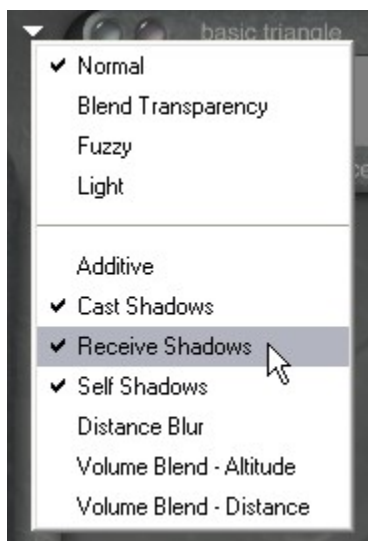 basic triangle
Normal
Blend Transparency
Fuzzy
Light
Additive
Cast Shadows
Receive Shadows
Self Shadows
Distance Blur
Volume Blend - Altitude
Volume Blend - Distance